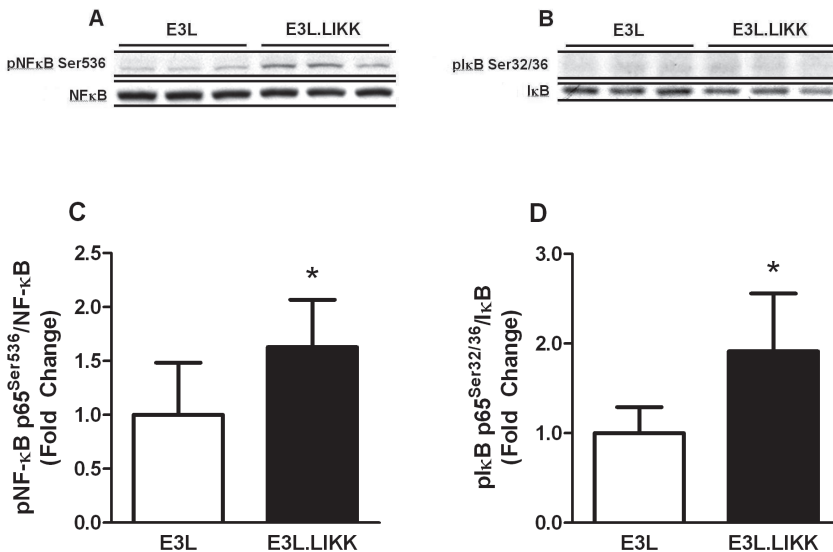 A
E3L
E3L.LIKK
pNFκB Ser536
NFκB
B
E3L
E3L.LIKK
pIκB Ser32/36
IκB
C
pNF-κB p65Ser536/NF-κB
(Fold Change)
2.5
2.0
1.5
1.0
0.5
0.0
*
E3L
E3L.LIKK
D
pIκB p65Ser32/36/IκB
(Fold Change)
3.0
2.0
1.0
0.0
*
E3L
E3L.LIKK